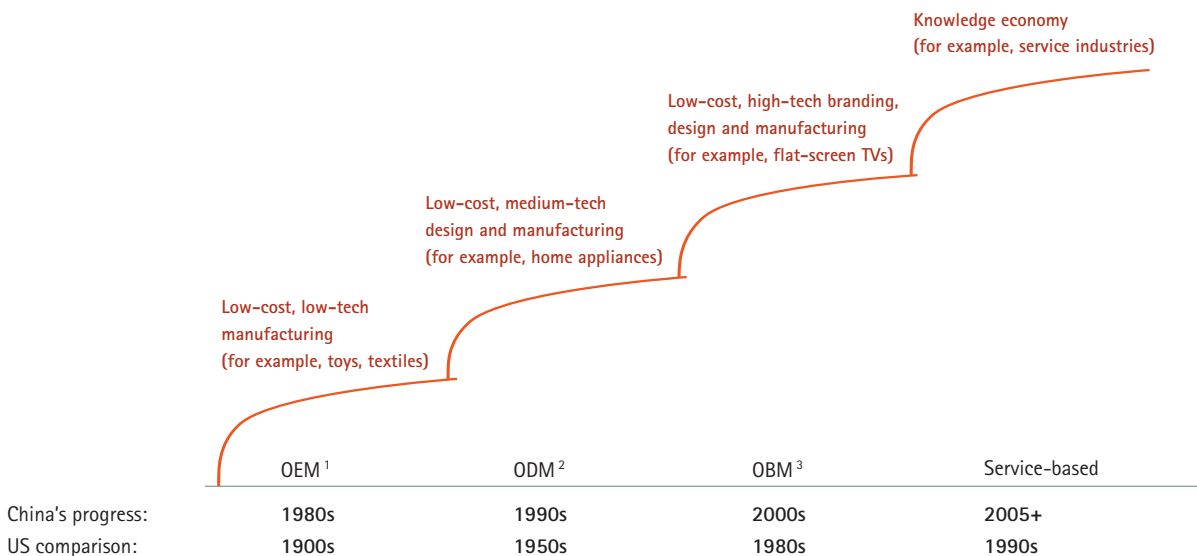 Knowledge economy
(for example, service industries)
Low-cost, high-tech branding,
design and manufacturing
(for example, flat-screen TVs)
Low-cost, medium-tech
design and manufacturing
(for example, home appliances)
Low-cost, low-tech
manufacturing
(for example, toys, textiles)
OEM 1 ODM 2 OBM 3 Service-based
China's progress: 1980s 1990s 2000s 2005+
US comparison: 1900s 1950s 1980s 1990s